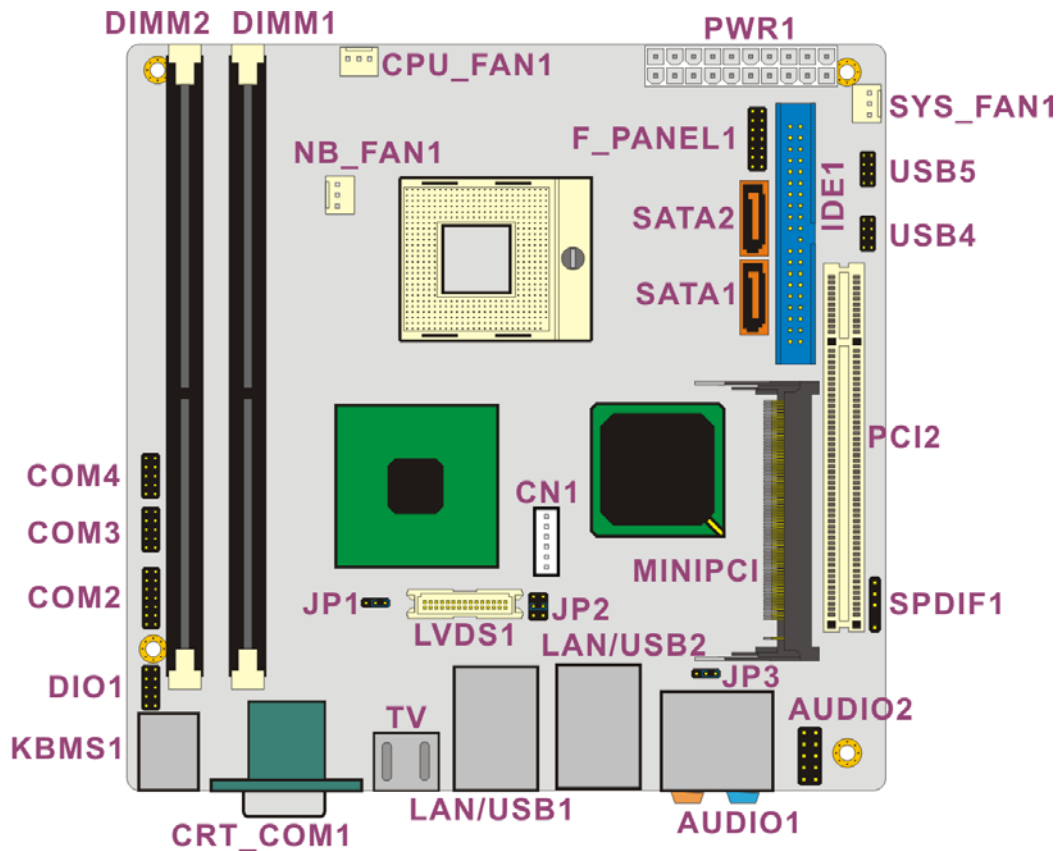 DIMM2
DIMM1
PWR1
CPU_FAN1
SYS_FAN1
F_PANEL1
NB_FAN1
IDE1
USB5
SATA2
USB4
SATA1
PCI2
COM4
CN1
COM3
MINIPCI
COM2
JP1
JP2
SPDIF1
LVDS1
LAN/USB2
JP3
DIO1
AUDIO2
TV
KBMS1
LAN/USB1
AUDIO1
CRT_COM1